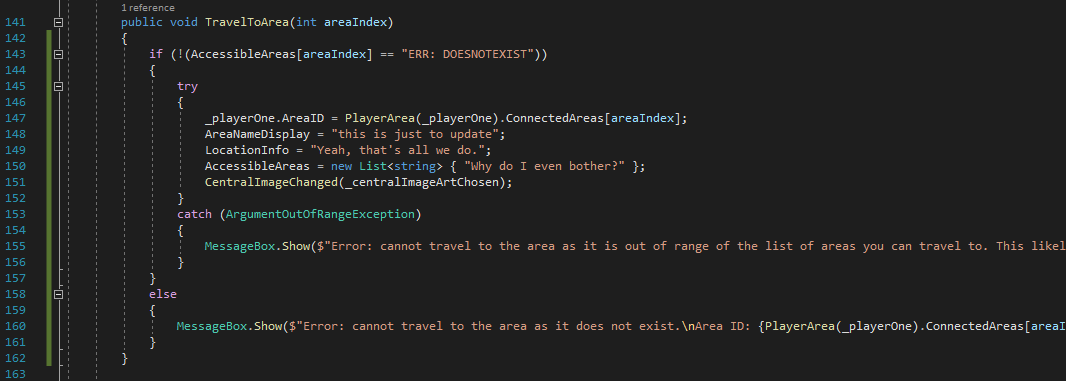 1 reference
141 public void TravelToArea(int areaIndex)
142 {
143 if (!(AccessibleAreas[areaIndex] == "ERR: DOESNOTEXIST"))
144 {
145 try
146 {
147 _playerOne.AreaID = PlayerArea(_playerOne).ConnectedAreas[areaIndex];
148 AreaNameDisplay = "this is just to update";
149 LocationInfo = "Yeah, that's all we do.";
150 AccessibleAreas = new List<string> { "Why do I even bother?" };
151 CentralImageChanged(_centralImageArtChosen);
152 }
153 catch (ArgumentOutOfRangeException)
154 {
155 MessageBox.Show($"Error: cannot travel to the area as it is out of range of the list of areas you can travel to. This likel
156 }
157 }
158 else
159 {
160 MessageBox.Show($"Error: cannot travel to the area as it does not exist.\nArea ID: {PlayerArea(_playerOne).ConnectedAreas[areaI
161 }
162 }
163